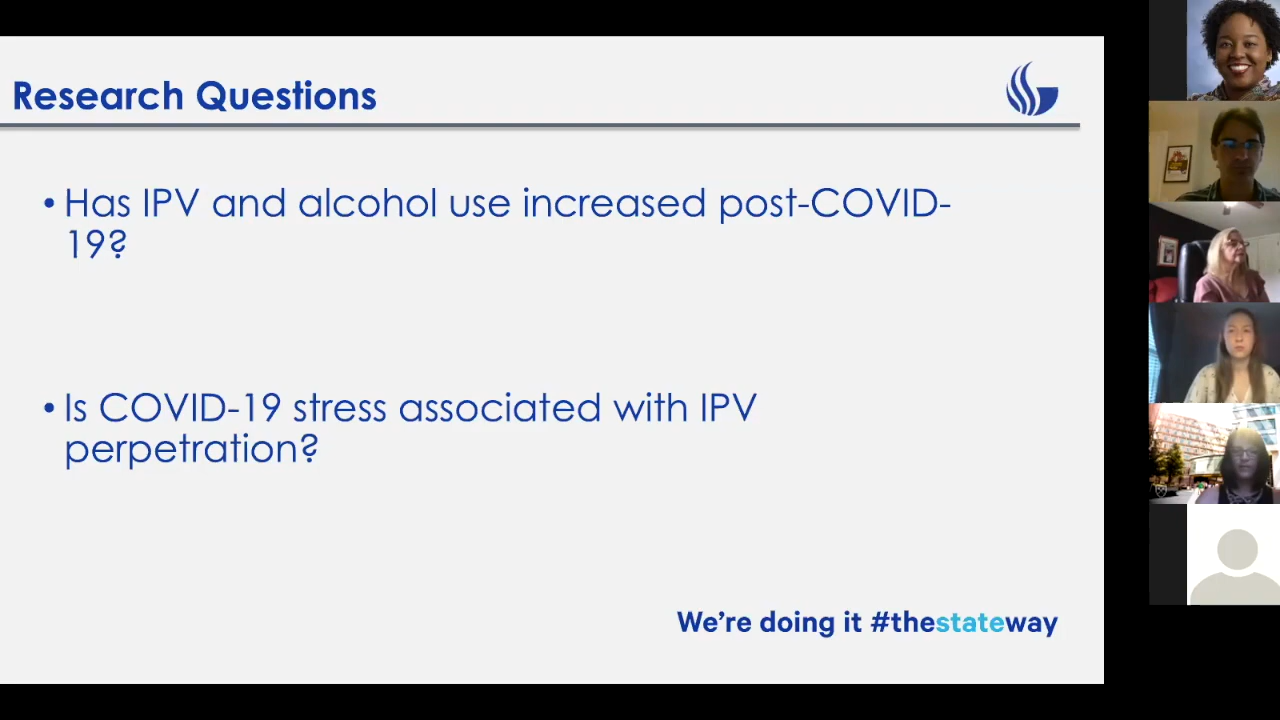 Research Questions
• Has IPV and alcohol use increased post-COVID-
19?
• Is COVID-19 stress associated with IPV
perpetration?
We're doing it #thestateway